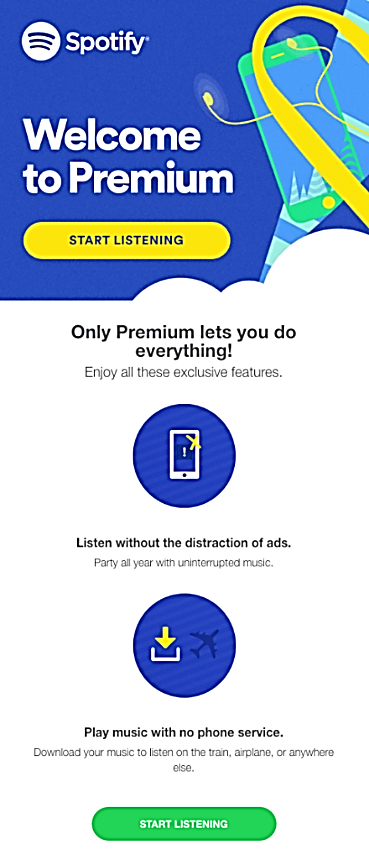 Spotify®
Welcome
to Premium
START LISTENING
Only Premium lets you do
everything!
Enjoy all these exclusive features.
!
Listen without the distraction of ads.
Party all year with uninterrupted music.
Play music with no phone service.
Download your music to listen on the train, airplane, or anywhere
else.
START LISTENING